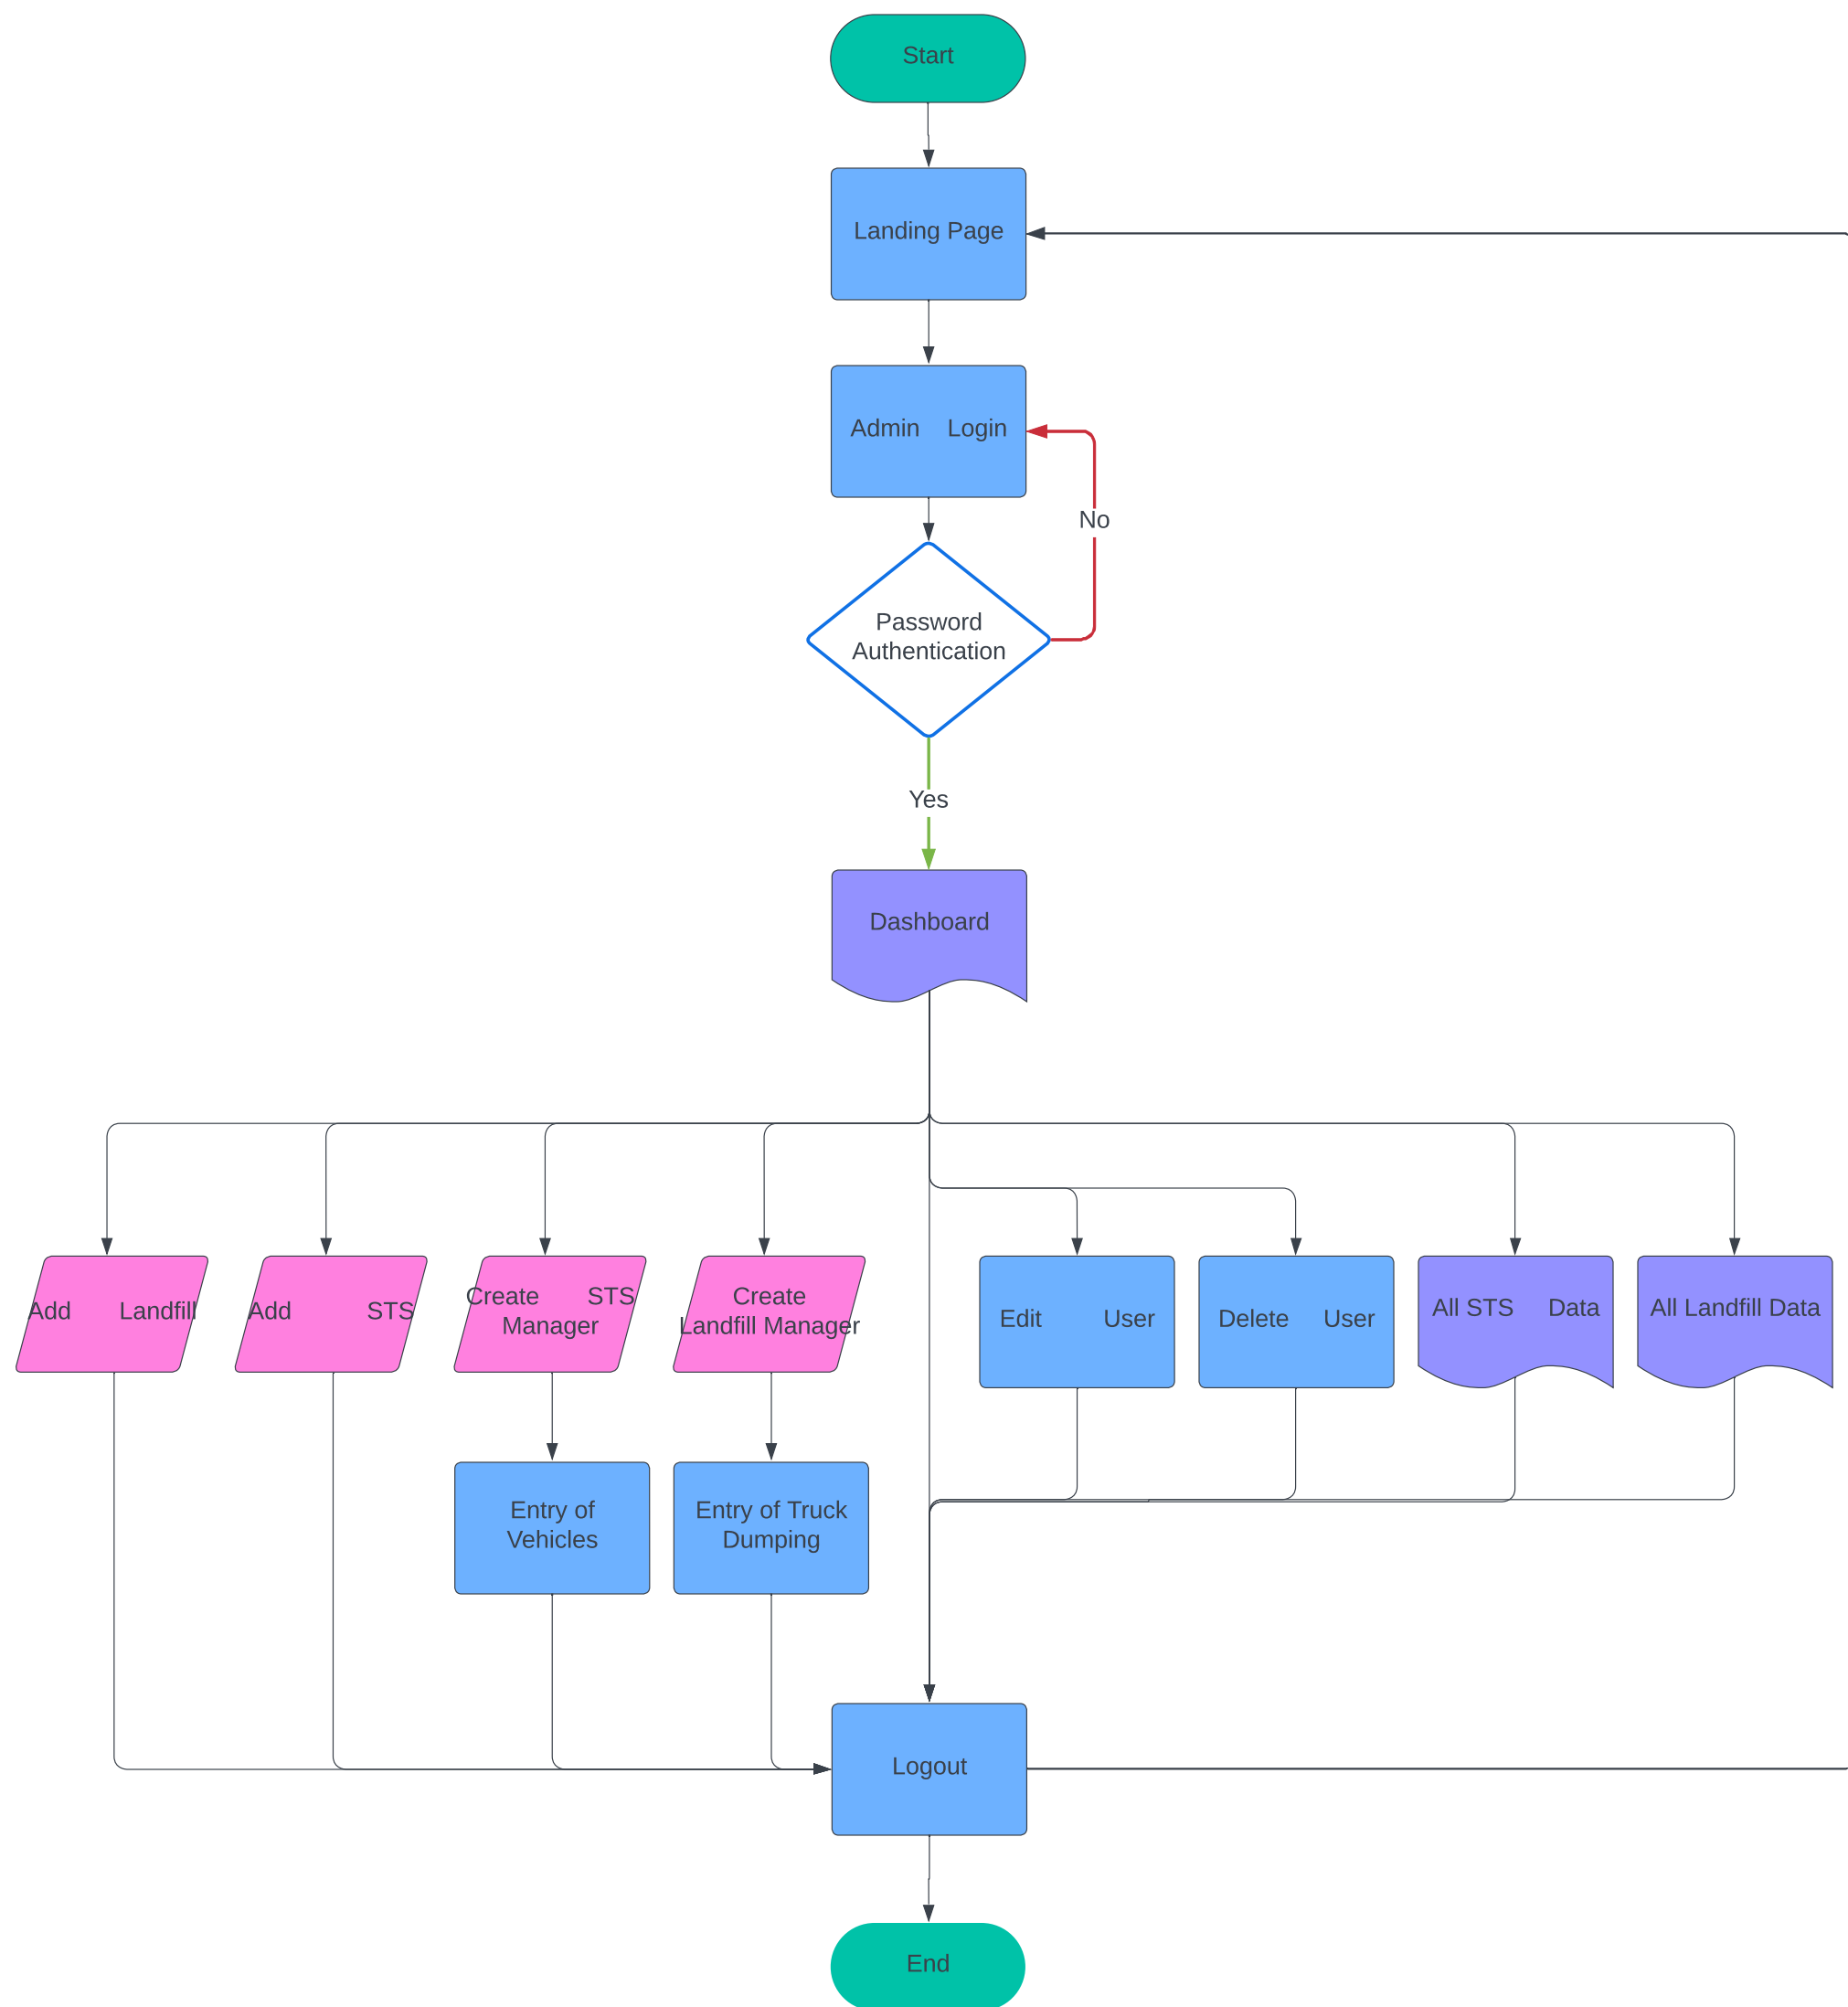 Start
Landing Page
Admin Login
No
Password
Authentication
Yes
Dashboard
Add Landfill
Add STS
Create STS
Manager
Create
Landfill Manager
Edit User
Delete User
All STS Data
All Landfill Data
Entry of
Vehicles
Entry of Truck
Dumping
Logout
End